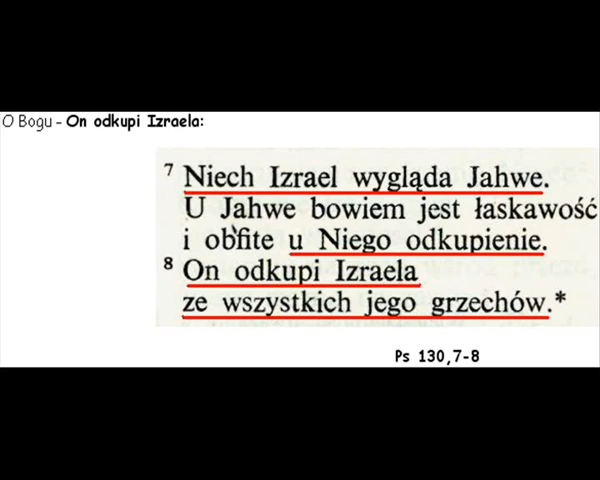 O Bogu - On odkupi Izraela:
7 Niech Izrael wygląda Jahwe.
U Jahwe bowiem jest łaskawość
i obfite u Niego odkupienie.
8 On odkupi Izraela
ze wszystkich jego grzechów.*
Ps 130,7-8